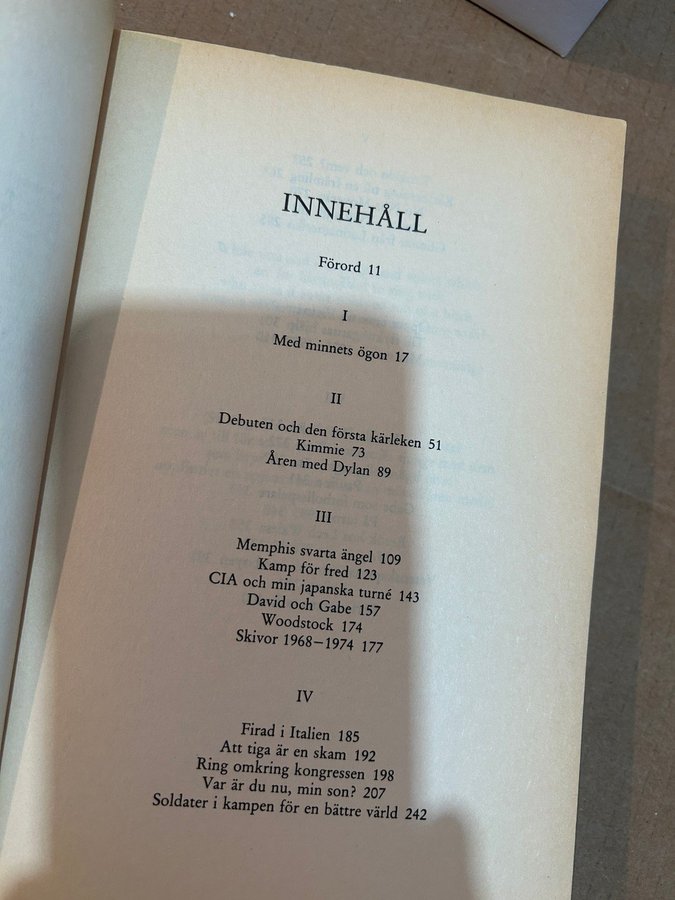 INNEHÅLL
Förord 11
I
Med minnets ögon 17
II
Debuten och den första kärleken 51
Kimmie 73
Åren med Dylan 89
III
Memphis svarta ängel 109
Kamp för fred 123
CIA och min japanska turné 143
David och Gabe 157
Woodstock 174
Skivor 1968–1974 177
IV
Firad i Italien 185
Att tiga är en skam 192
Ring omkring kongressen 198
Var är du nu, min son? 207
Soldater i kampen för en bättre värld 242